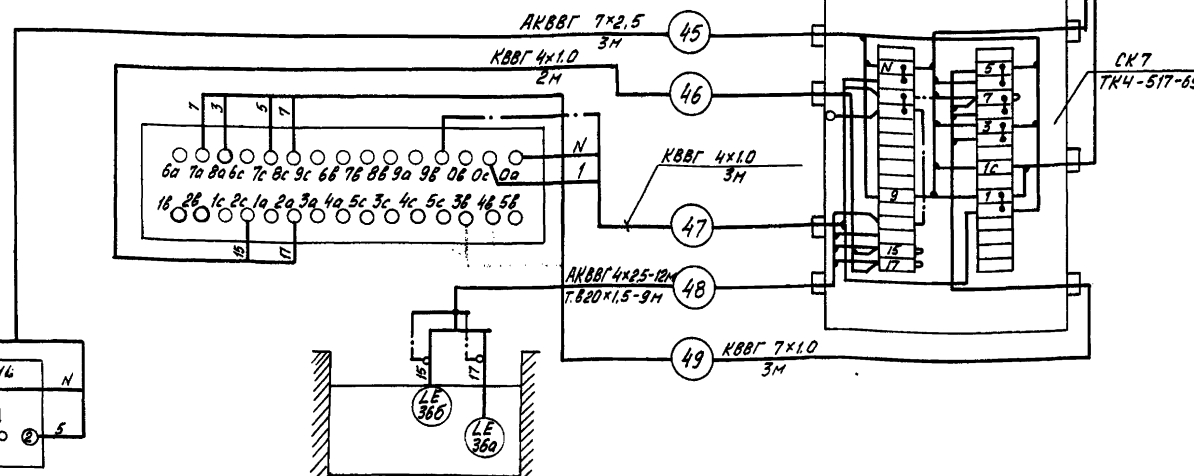 АКВВГ 7×2,5
3м
45
КВВГ 4×1.0
2м
46
7 3 5 7
6а 7а 8а 6с 7с 8с 9с 6в 7в 8в 9а 9в 0в 0с 0а
N
1
1в 2в 1с 2с 1а 2а 3а 4а 5с 3с 4с 5с 3в 4в 5в
15 17
КВВГ 4×1.0
3м
47
АКВВГ 4×2.5-12м
Т.В20×1,5-9м
48
49
КВВГ 7×1.0
3м
N
9
15
17
5
7
3
1с
1
СК7
ТК4-517-69
15 17
LE
36б
LE
36а
N
2
5